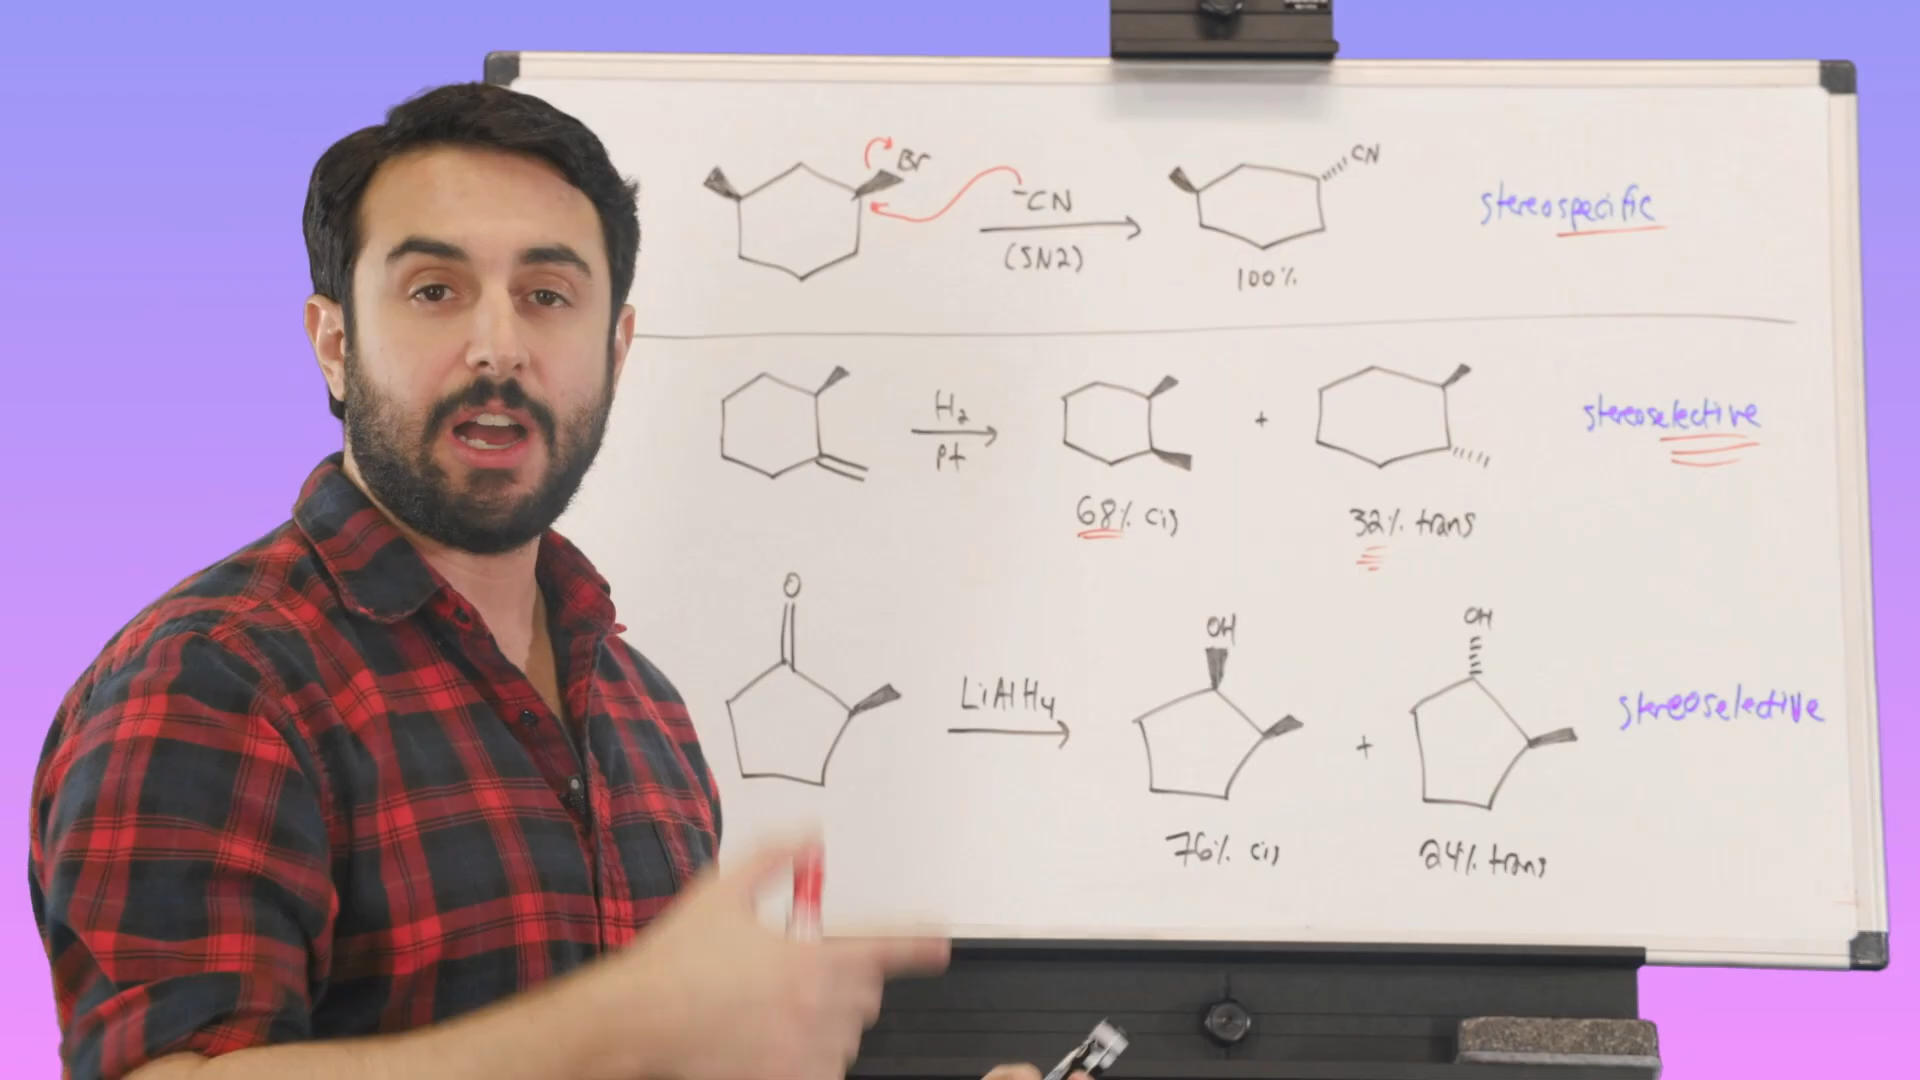 Br
-CN
(SN2)
CN
100%
stereospecific
H2
Pt
+
stereoselective
68% cis
32% trans
O
LiAlH4
OH
+
OH
stereoselective
76% cis
24% trans